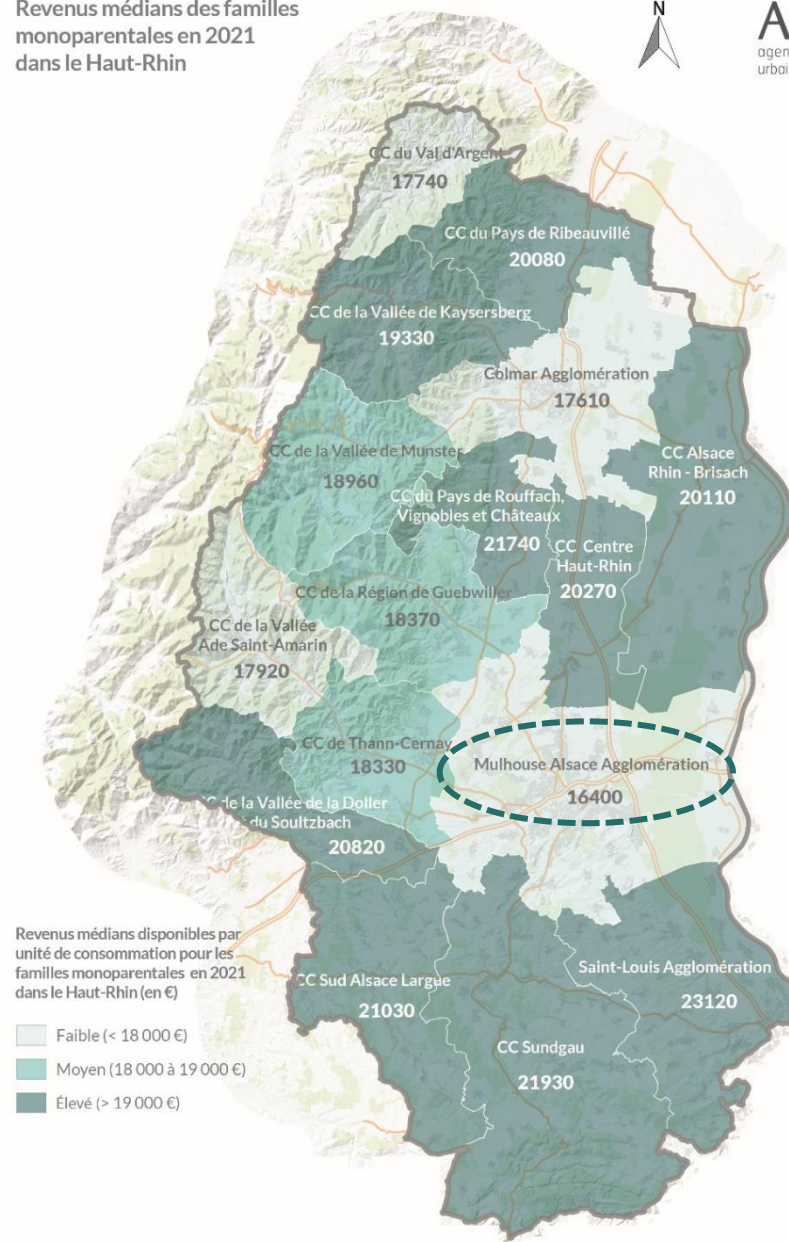 Revenus médians des familles
monoparentales en 2021
dans le Haut-Rhin
N
A
agen
urbai
CC du Val d'Argent
17740
CC du Pays de Ribeauvillé
20080
CC de la Vallée de Kaysersberg
19330
Colmar Agglomération
17610
CC de la Vallée de Munster
18960
CC Alsace
Rhin - Brisach
20110
CC du Pays de Rouffach,
Vignobles et Châteaux
21740
CC Centre
Haut-Rhin
20270
CC de la Région de Guebwiller
18370
CC de la Vallée
Ade Saint-Amarin
17920
CC de Thann-Cernay
18330
Mulhouse Alsace Agglomération
16400
de la Vallée de la Doller
du Soultzbach
20820
Revenus médians disponibles par
unité de consommation pour les
familles monoparentales en 2021
dans le Haut-Rhin (en €)
Faible (< 18 000 €)
Moyen (18 000 à 19 000 €)
Élevé (> 19 000 €)
CC Sud Alsace Largue
21030
Saint-Louis Agglomération
23120
CC Sundgau
21930